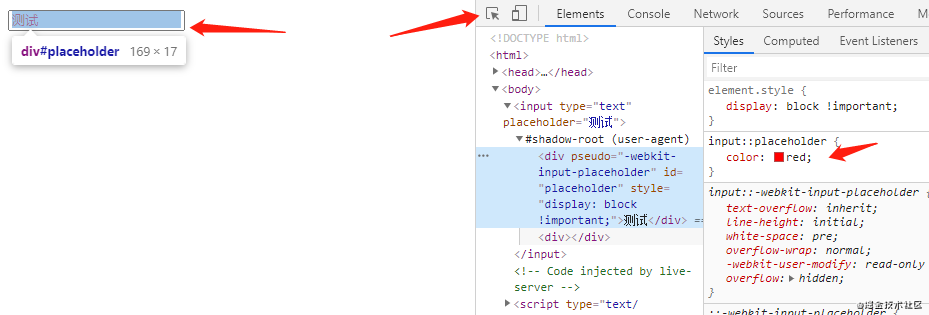 测试
div#placeholder 169 × 17
Elements Console Network Sources Performance M
<!DOCTYPE html>
<html>
<head>…</head>
<body>
<input type="text"
placeholder="测试">
#shadow-root (user-agent)
<div pseudo="-webkit-
input-placeholder" id=
"placeholder" style=
"display: block
!important;">测试</div> ==
<div></div>
</input>
<!-- Code injected by live-
server -->
<script type="text/
Styles Computed Event Listeners
Filter
element.style {
display: block !important;
}
input::placeholder {
color: red;
}
input::-webkit-input-placeholder {
text-overflow: inherit;
line-height: initial;
white-space: pre;
overflow-wrap: normal;
-webkit-user-modify: read-only
overflow: hidden;
}
@掘金技术社区